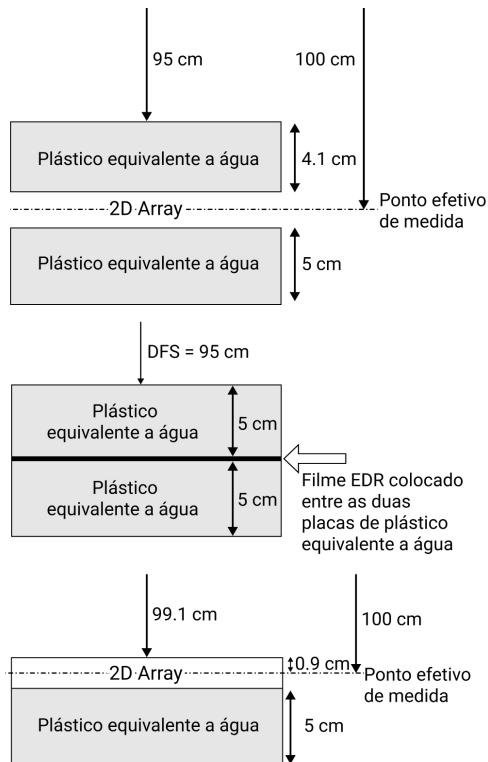 95 cm
100 cm
Plástico equivalente a água
4.1 cm
2D Array
Ponto efetivo
de medida
Plástico equivalente a água
5 cm
DFS = 95 cm
Plástico
equivalente a água
5 cm
Plástico
equivalente a água
5 cm
Filme EDR colocado
entre as duas
placas de plástico
equivalente a água
99.1 cm
100 cm
2D Array
0.9 cm
Ponto efetivo
de medida
Plástico equivalente a água
5 cm